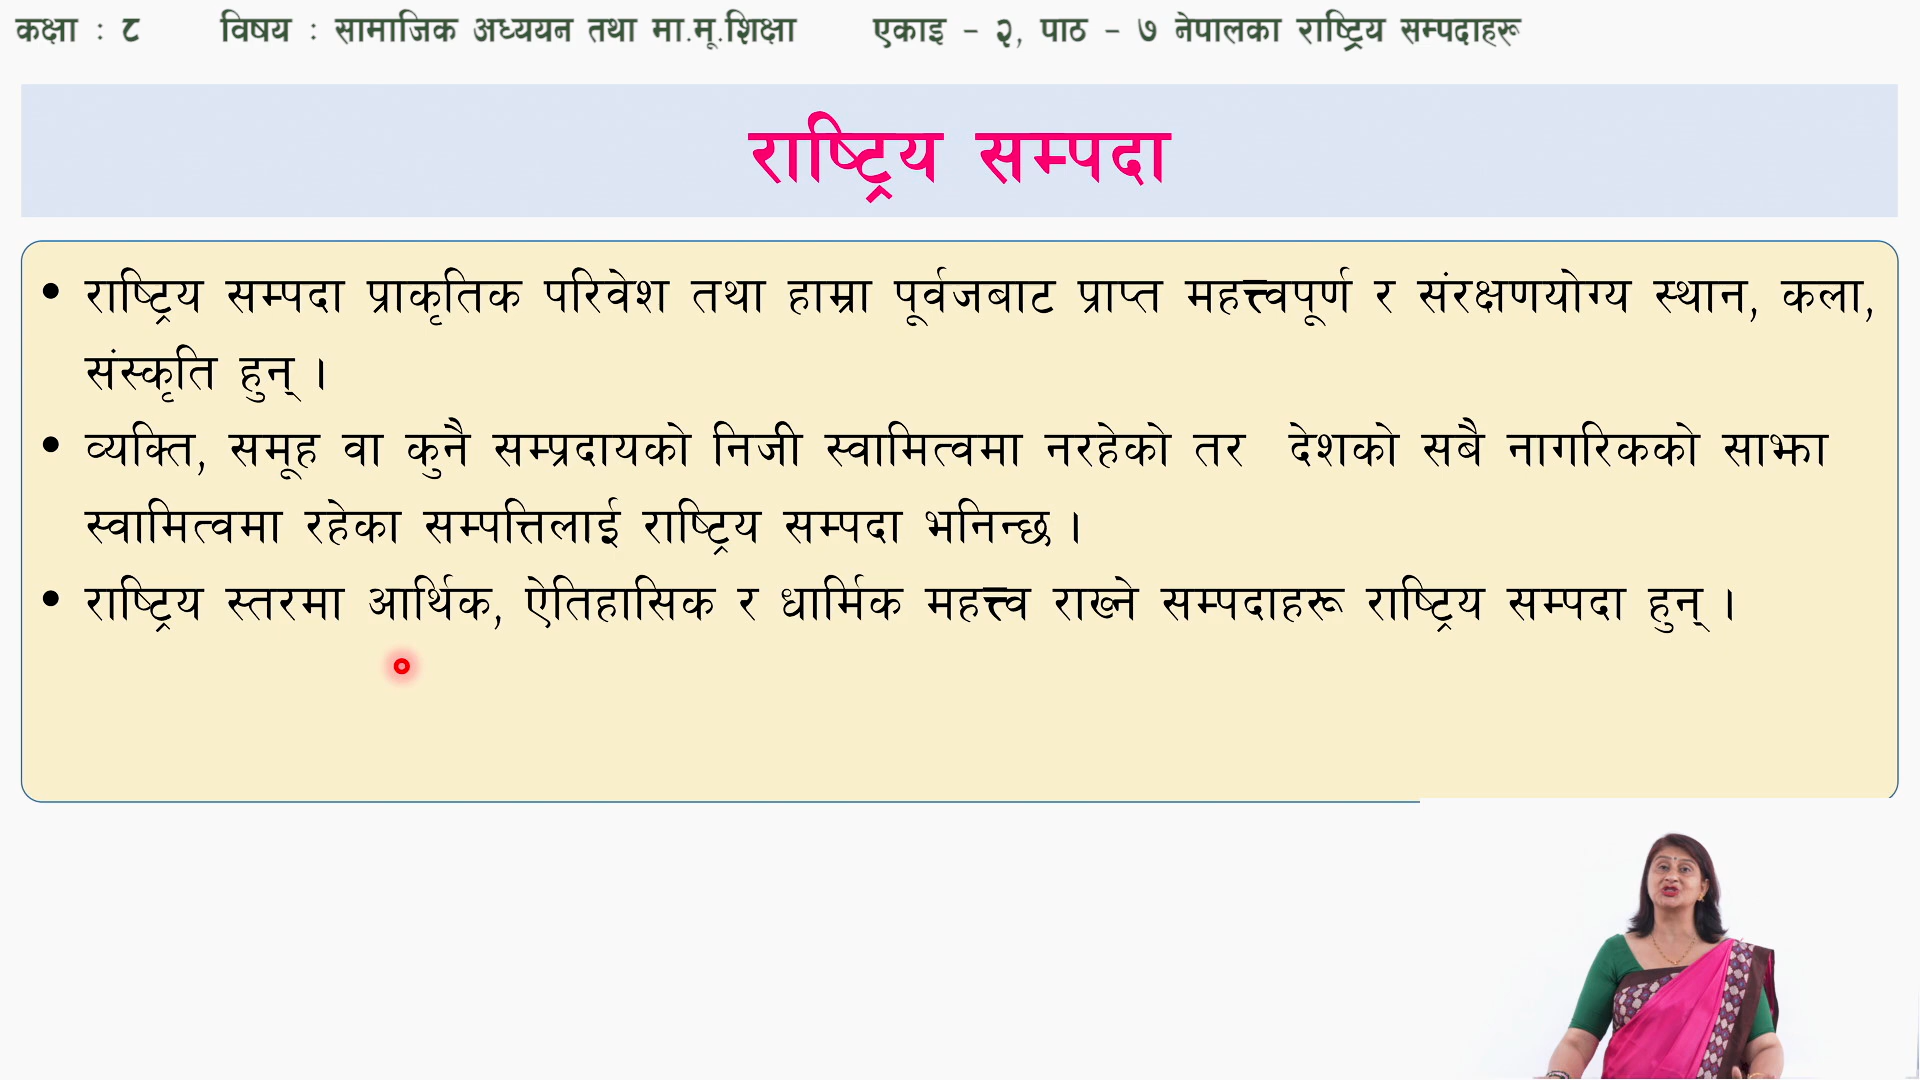 कक्षा : ८ विषय : सामाजिक अध्ययन तथा मा.मू.शिक्षा एकाइ - २, पाठ - ७ नेपालका राष्ट्रिय सम्पदाहरू
राष्ट्रिय सम्पदा
• राष्ट्रिय सम्पदा प्राकृतिक परिवेश तथा हाम्रा पूर्वजबाट प्राप्त महत्त्वपूर्ण र संरक्षणयोग्य स्थान, कला,
संस्कृति हुन् ।
• व्यक्ति, समूह वा कुनै सम्प्रदायको निजी स्वामित्वमा नरहेको तर देशको सबै नागरिकको साझा
स्वामित्वमा रहेका सम्पत्तिलाई राष्ट्रिय सम्पदा भनिन्छ ।
• राष्ट्रिय स्तरमा आर्थिक, ऐतिहासिक र धार्मिक महत्त्व राख्ने सम्पदाहरू राष्ट्रिय सम्पदा हुन् ।